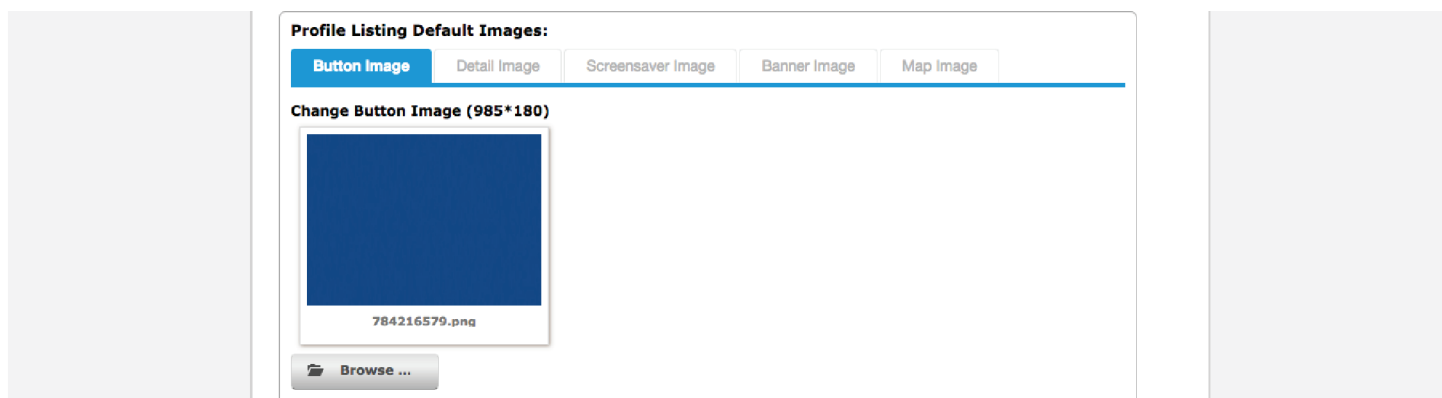 Profile Listing Default Images:
Button Image Detail Image Screensaver Image Banner Image Map Image
Change Button Image (985*180)
784216579.png
Browse ...